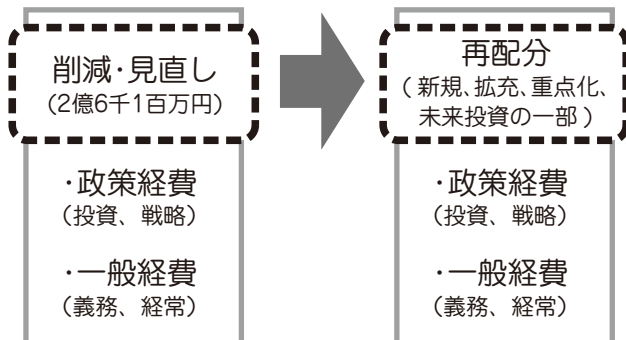 削減・見直し
(2億6千1百万円)
・政策経費
(投資、戦略)
・一般経費
(義務、経常)
再配分
(新規、拡充、重点化、
未来投資の一部)
・政策経費
(投資、戦略)
・一般経費
(義務、経常)